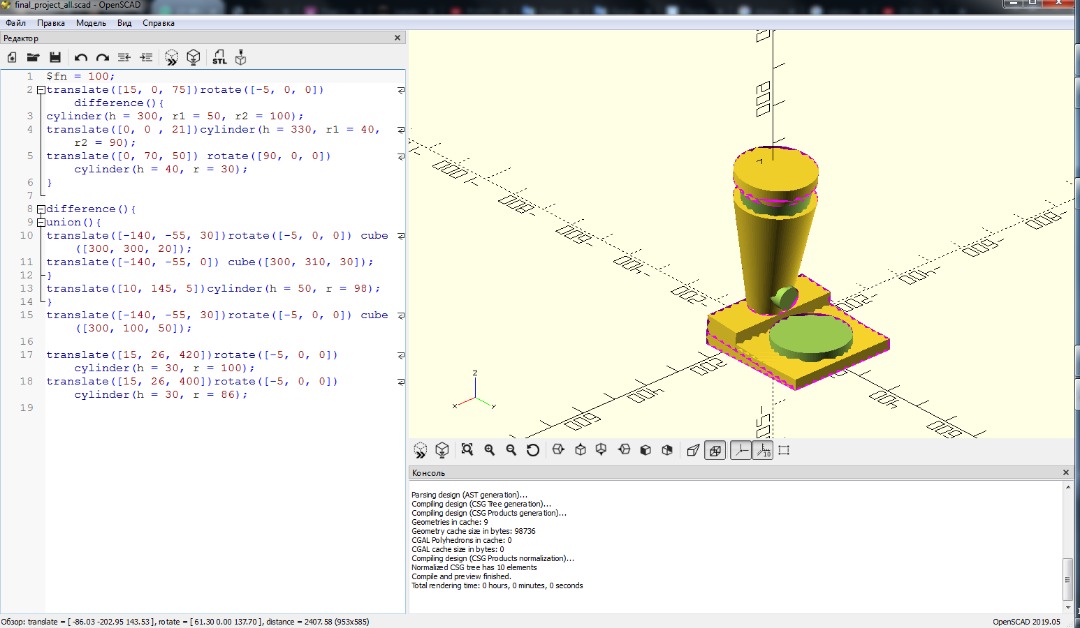 final_project_all.scad - OpenSCAD
Файл Правка Модель Вид Справка
Редактор
STL
1 $fn = 100;
2 translate([15, 0, 75])rotate([-5, 0, 0])
difference(){
3 cylinder(h = 300, r1 = 50, r2 = 100);
4 translate([0, 0 , 21])cylinder(h = 330, r1 = 40,
r2 = 90);
5 translate([0, 70, 50]) rotate([90, 0, 0])
cylinder(h = 40, r = 30);
6 }
7
8 difference(){
9 union(){
10 translate([-140, -55, 30])rotate([-5, 0, 0]) cube
([300, 300, 20]);
11 translate([-140, -55, 0]) cube([300, 310, 30]);
12 }
13 translate([10, 145, 5])cylinder(h = 50, r = 98);
14 }
15 translate([-140, -55, 30])rotate([-5, 0, 0]) cube
([300, 100, 50]);
16
17 translate([15, 26, 420])rotate([-5, 0, 0])
cylinder(h = 30, r = 100);
18 translate([15, 26, 400])rotate([-5, 0, 0])
cylinder(h = 30, r = 86);
19
z
x y
Консоль
Parsing design (AST generation)...
Compiling design (CSG Tree generation)...
Compiling design (CSG Products generation)...
Geometries in cache: 9
Geometry cache size in bytes: 98736
CGAL Polyhedrons in cache: 0
CGAL cache size in bytes: 0
Compiling design (CSG Products normalization)...
Normalized CSG tree has 10 elements
Compile and preview finished.
Total rendering time: 0 hours, 0 minutes, 0 seconds
Обзор: translate = [ -86.03 -202.95 143.53 ], rotate = [ 61.30 0.00 137.70 ], distance = 2407.58 (953x585) OpenSCAD 2019.05